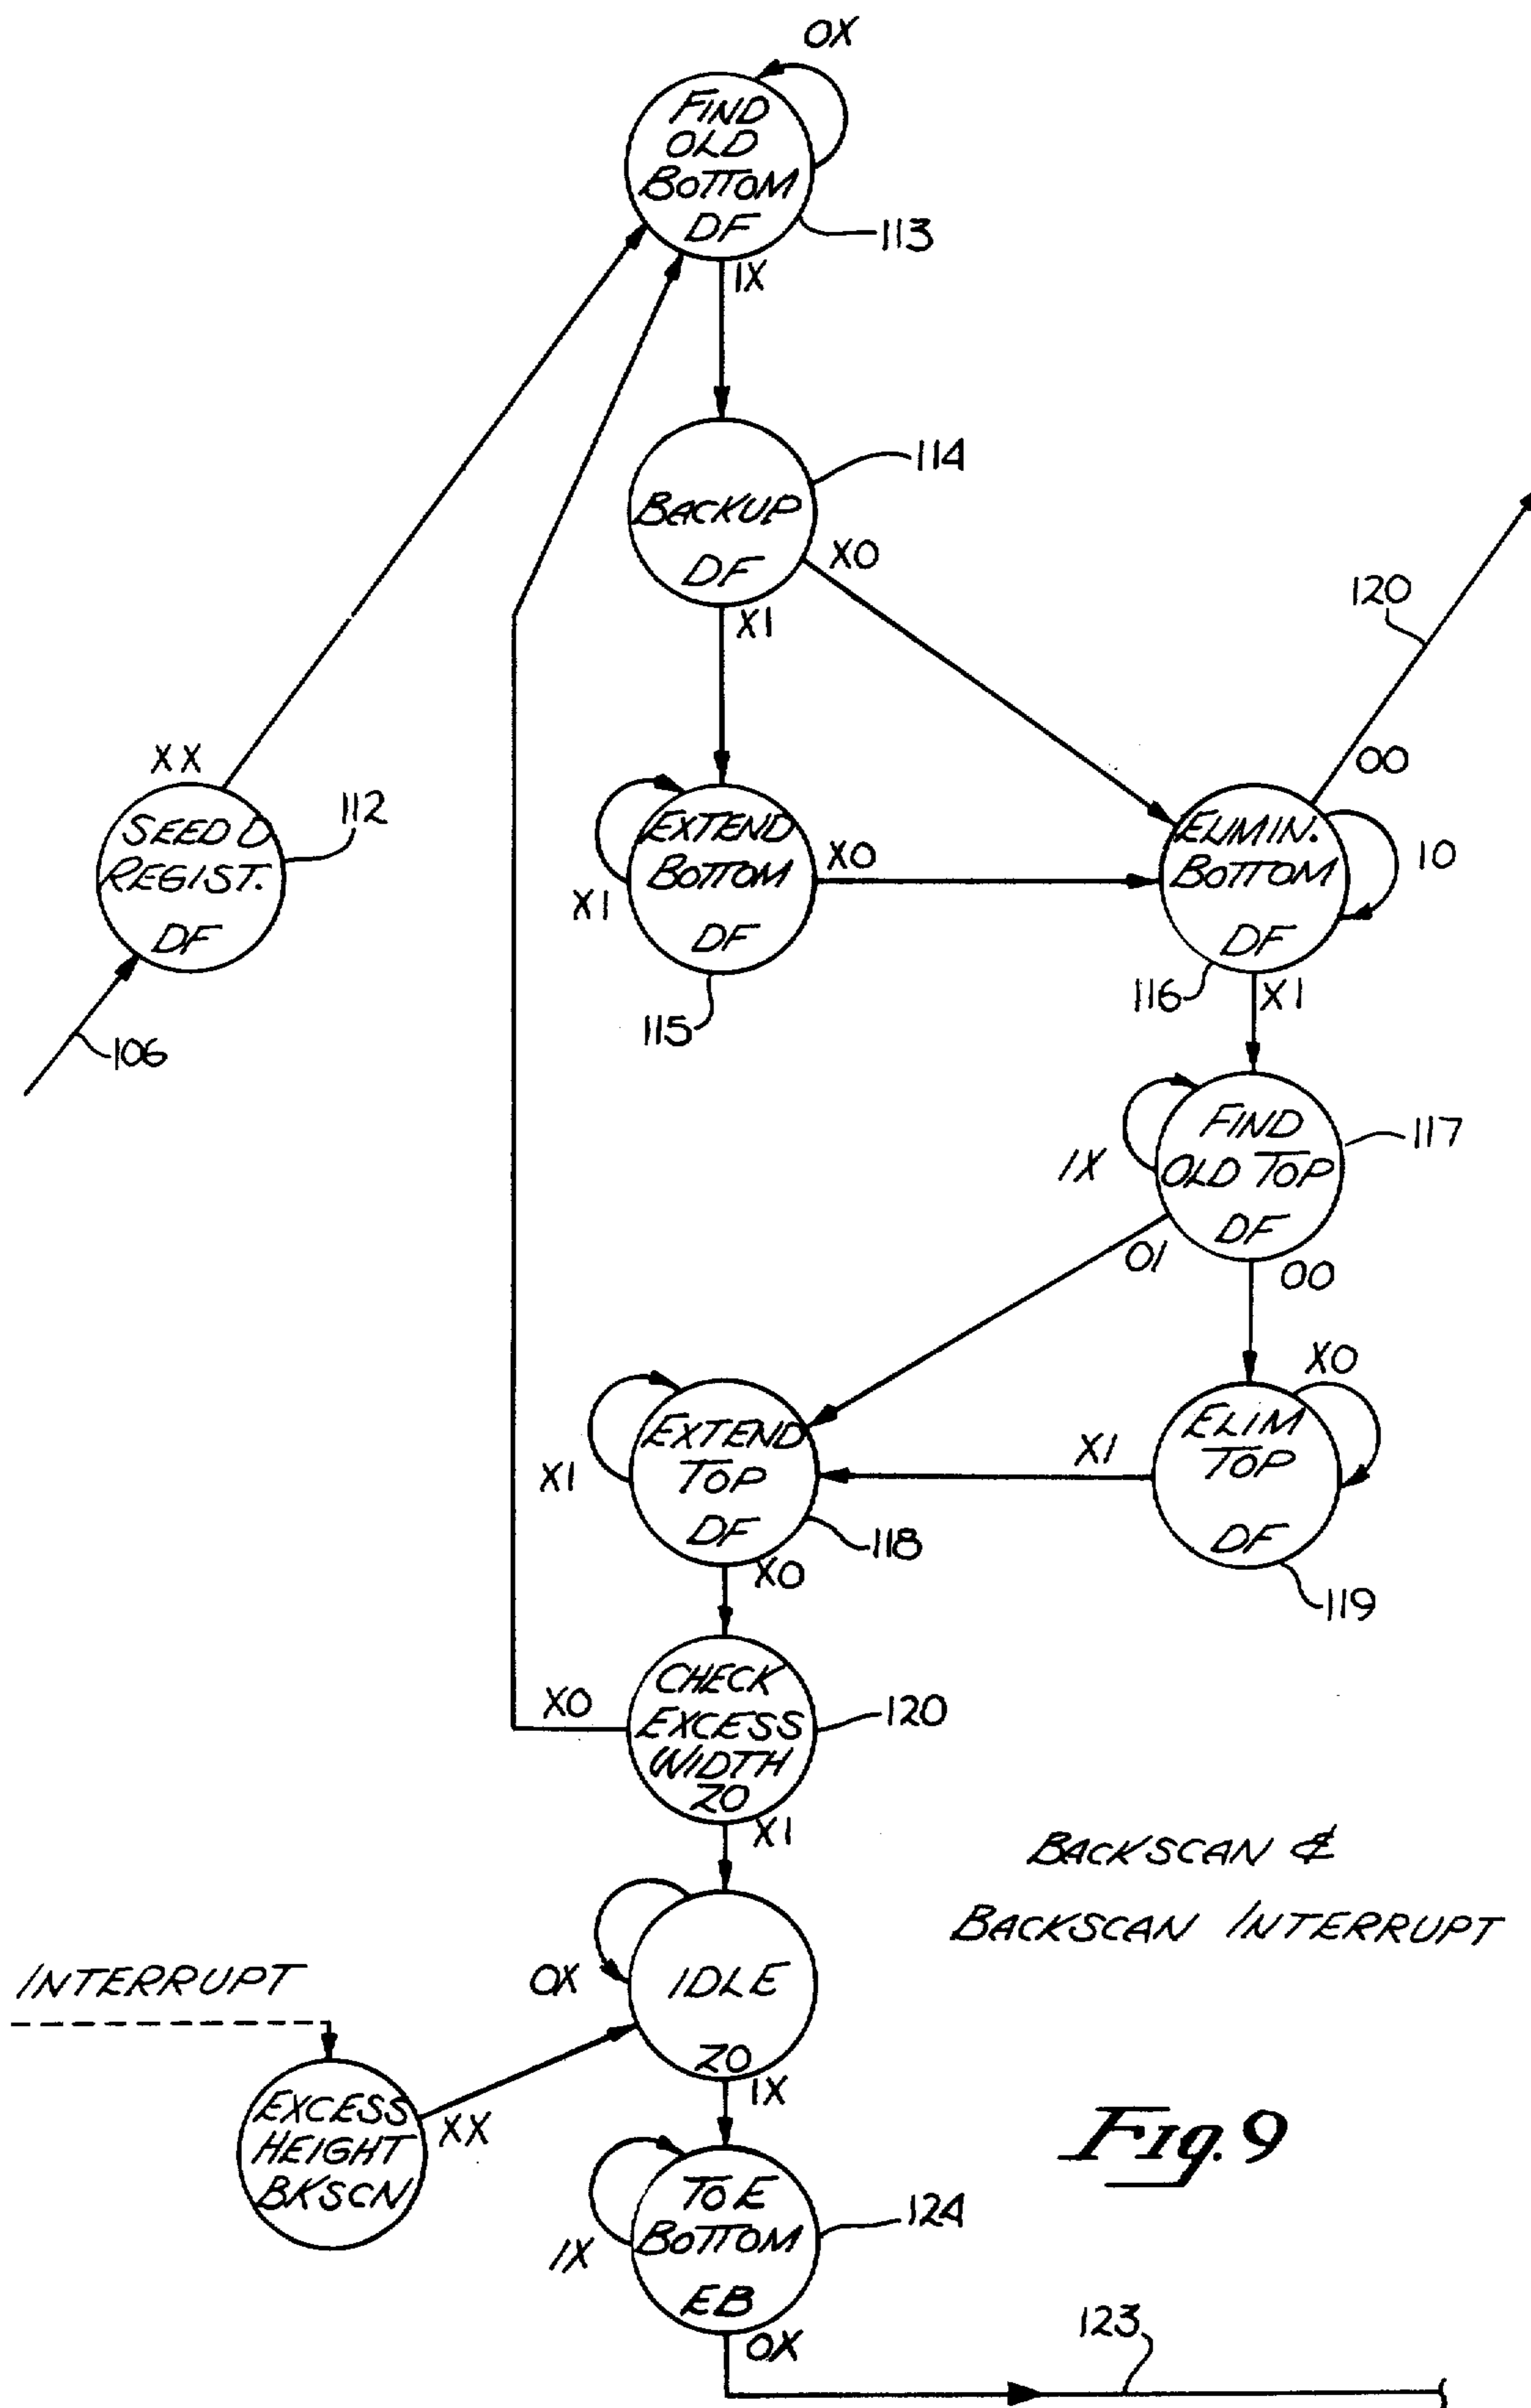 0X
FIND
OLD
BOTTOM
DF
113
1X
114
BACKUP
DF
X0
X1
120
00
XX
SEED D
REGIST.
DF
112
106
EXTEND
BOTTOM
DF
X1
X0
115
ELIMIN.
BOTTOM
DF
10
116
X1
FIND
OLD TOP
DF
117
1X
01
00
X0
EXTEND
TOP
DF
X1
118
X0
X1
ELIM
TOP
DF
119
CHECK
EXCESS
WIDTH
ZO
X0
120
X1
BACKSCAN &
BACKSCAN INTERRUPT
INTERRUPT
0X
IDLE
ZO
1X
EXCESS
HEIGHT
BKSCN
XX
Fig. 9
TO E
BOTTOM
EB
1X
124
0X
123